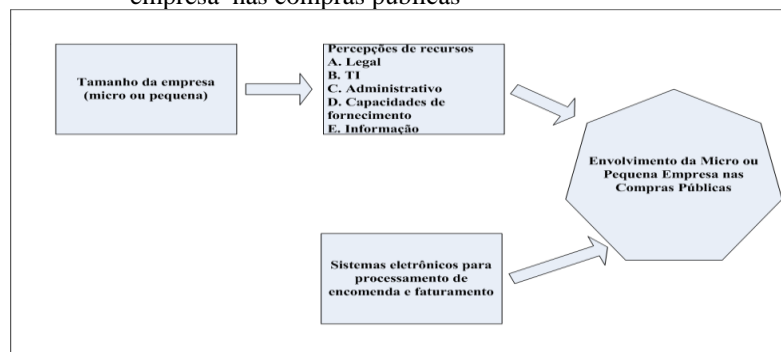 empresa nas compras públicas
Tamanho da empresa
(micro ou pequena)
Percepções de recursos
A. Legal
B. TI
C. Administrativo
D. Capacidades de
fornecimento
E. Informação
Envolvimento da Micro ou
Pequena Empresa nas
Compras Públicas
Sistemas eletrônicos para
processamento de
encomenda e faturamento